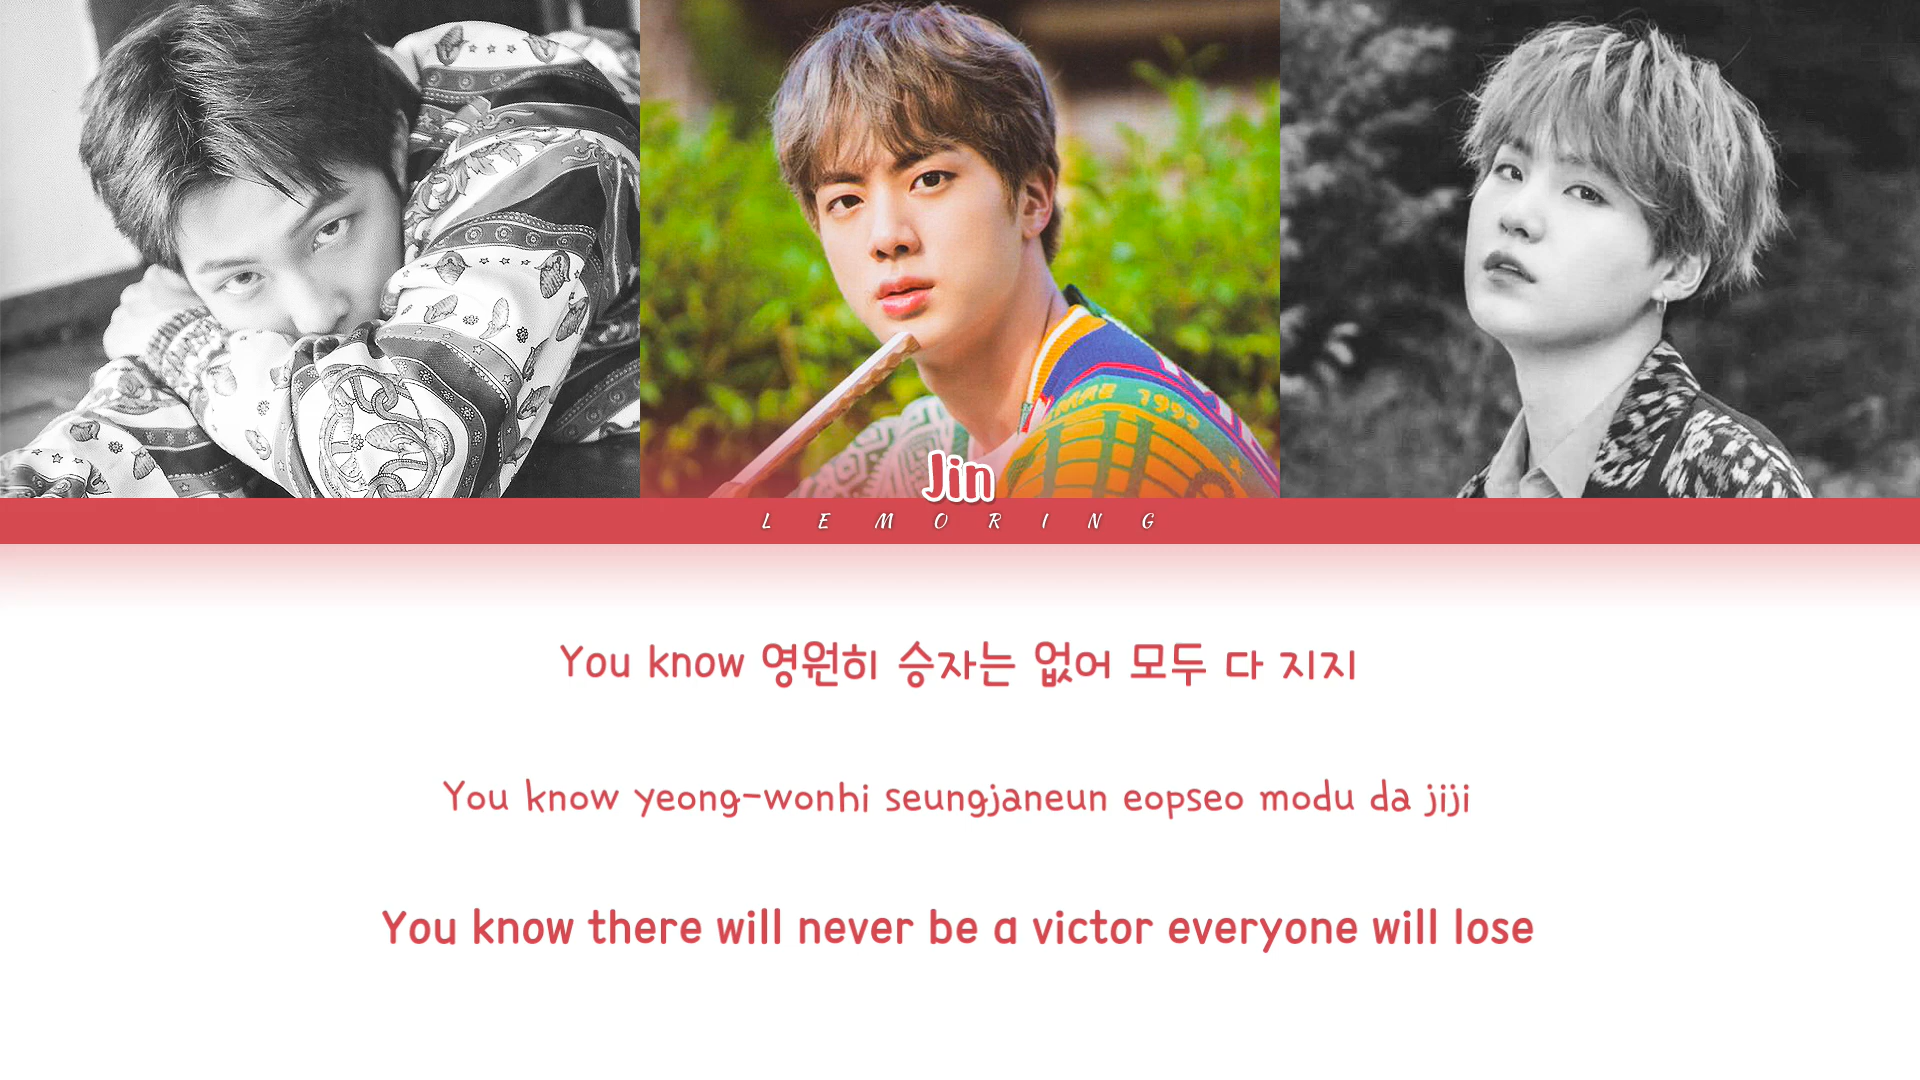 Jin
LEMORING
You know 영원히 승자는 없어 모두 다 지지
You know yeong-wonhi seungjaneun eopseo modu da jiji
You know there will never be a victor everyone will lose